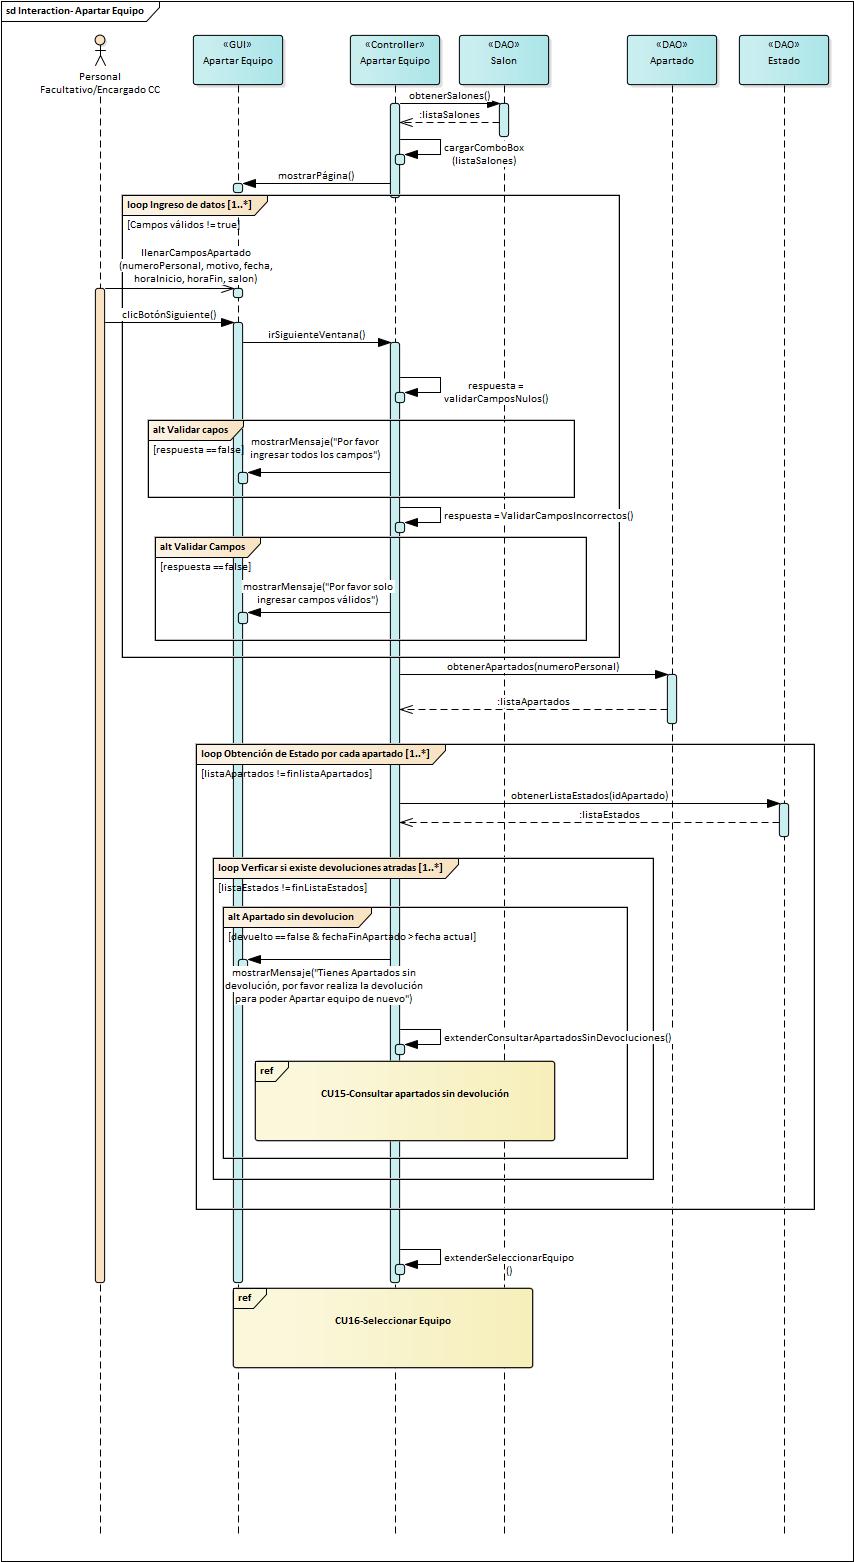 sd Interaction- Apartar Equipo
Personal
Facultativo/Encargado CC
«GUI»
Apartar Equipo
«Controller»
Apartar Equipo
«DAO»
Salon
«DAO»
Apartado
«DAO»
Estado
obtenerSalones()
:listaSalones
cargarComboBox
(listaSalones)
mostrarPágina()
loop Ingreso de datos [1..*]
[Campos válidos != true]
llenarCamposApartado
(numeroPersonal, motivo, fecha,
horaInicio, horaFin, salon)
clicBotónSiguiente()
irSiguienteVentana()
respuesta =
validarCamposNulos()
alt Validar capos
[respuesta == false]
mostrarMensaje("Por favor
ingresar todos los campos")
respuesta = ValidarCamposIncorrectos()
alt Validar Campos
[respuesta == false]
mostrarMensaje("Por favor solo
ingresar campos válidos")
obtenerApartados(numeroPersonal)
:listaApartados
loop Obtención de Estado por cada apartado [1..*]
[listaApartados != finlistaApartados]
obtenerListaEstados(idApartado)
:listaEstados
loop Verficar si existe devoluciones atradas [1..*]
[listaEstados != finListaEstados]
alt Apartado sin devolucion
[devuelto == false & fechaFinApartado > fecha actual]
mostrarMensaje("Tienes Apartados sin
devolución, por favor realiza la devolución
para poder Apartar equipo de nuevo")
extenderConsultarApartadosSinDevocluciones()
ref
CU15-Consultar apartados sin devolución
extenderSeleccionarEquipo
()
ref
CU16-Seleccionar Equipo